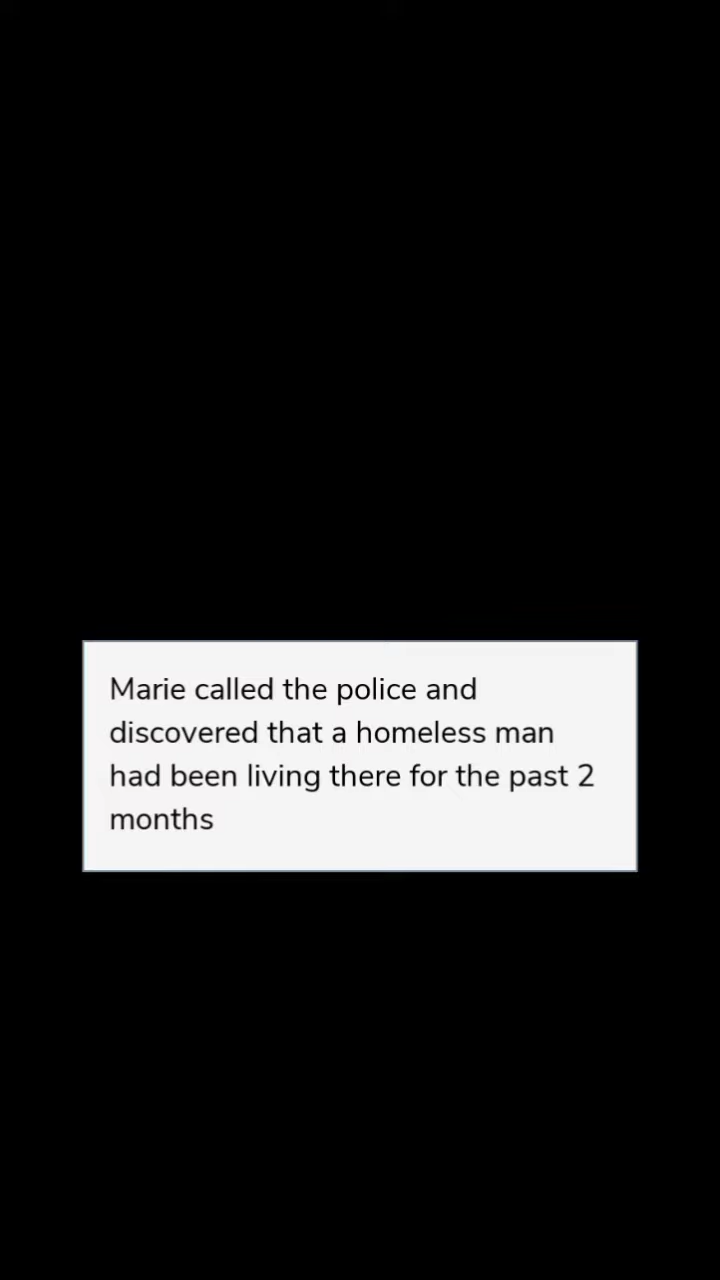 Marie called the police and
discovered that a homeless man
had been living there for the past 2
months